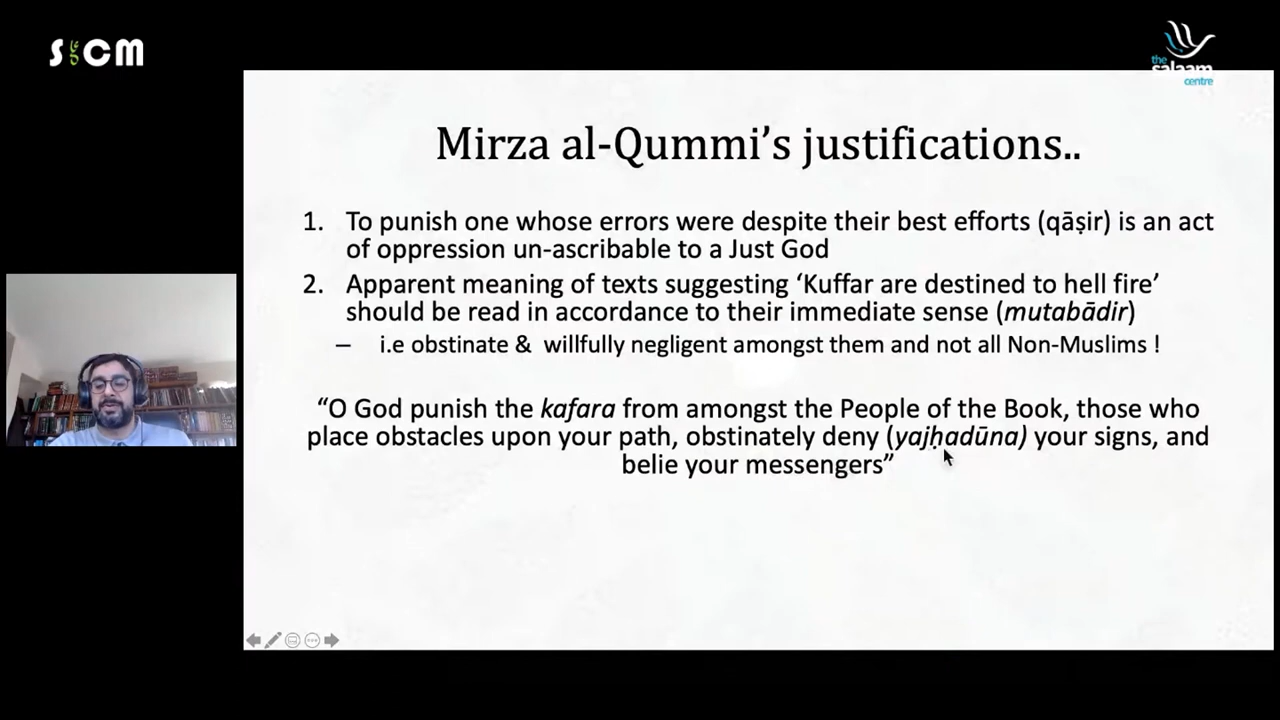 SICM
the
salaam
centre
Mirza al-Qummi’s justifications..
1. To punish one whose errors were despite their best efforts (qāṣir) is an act
of oppression un-ascribable to a Just God
2. Apparent meaning of texts suggesting ‘Kuffar are destined to hell fire’
should be read in accordance to their immediate sense (mutabādir)
– i.e obstinate & willfully negligent amongst them and not all Non-Muslims !
“O God punish the kafara from amongst the People of the Book, those who
place obstacles upon your path, obstinately deny (yajḥadūna) your signs, and
belie your messengers”